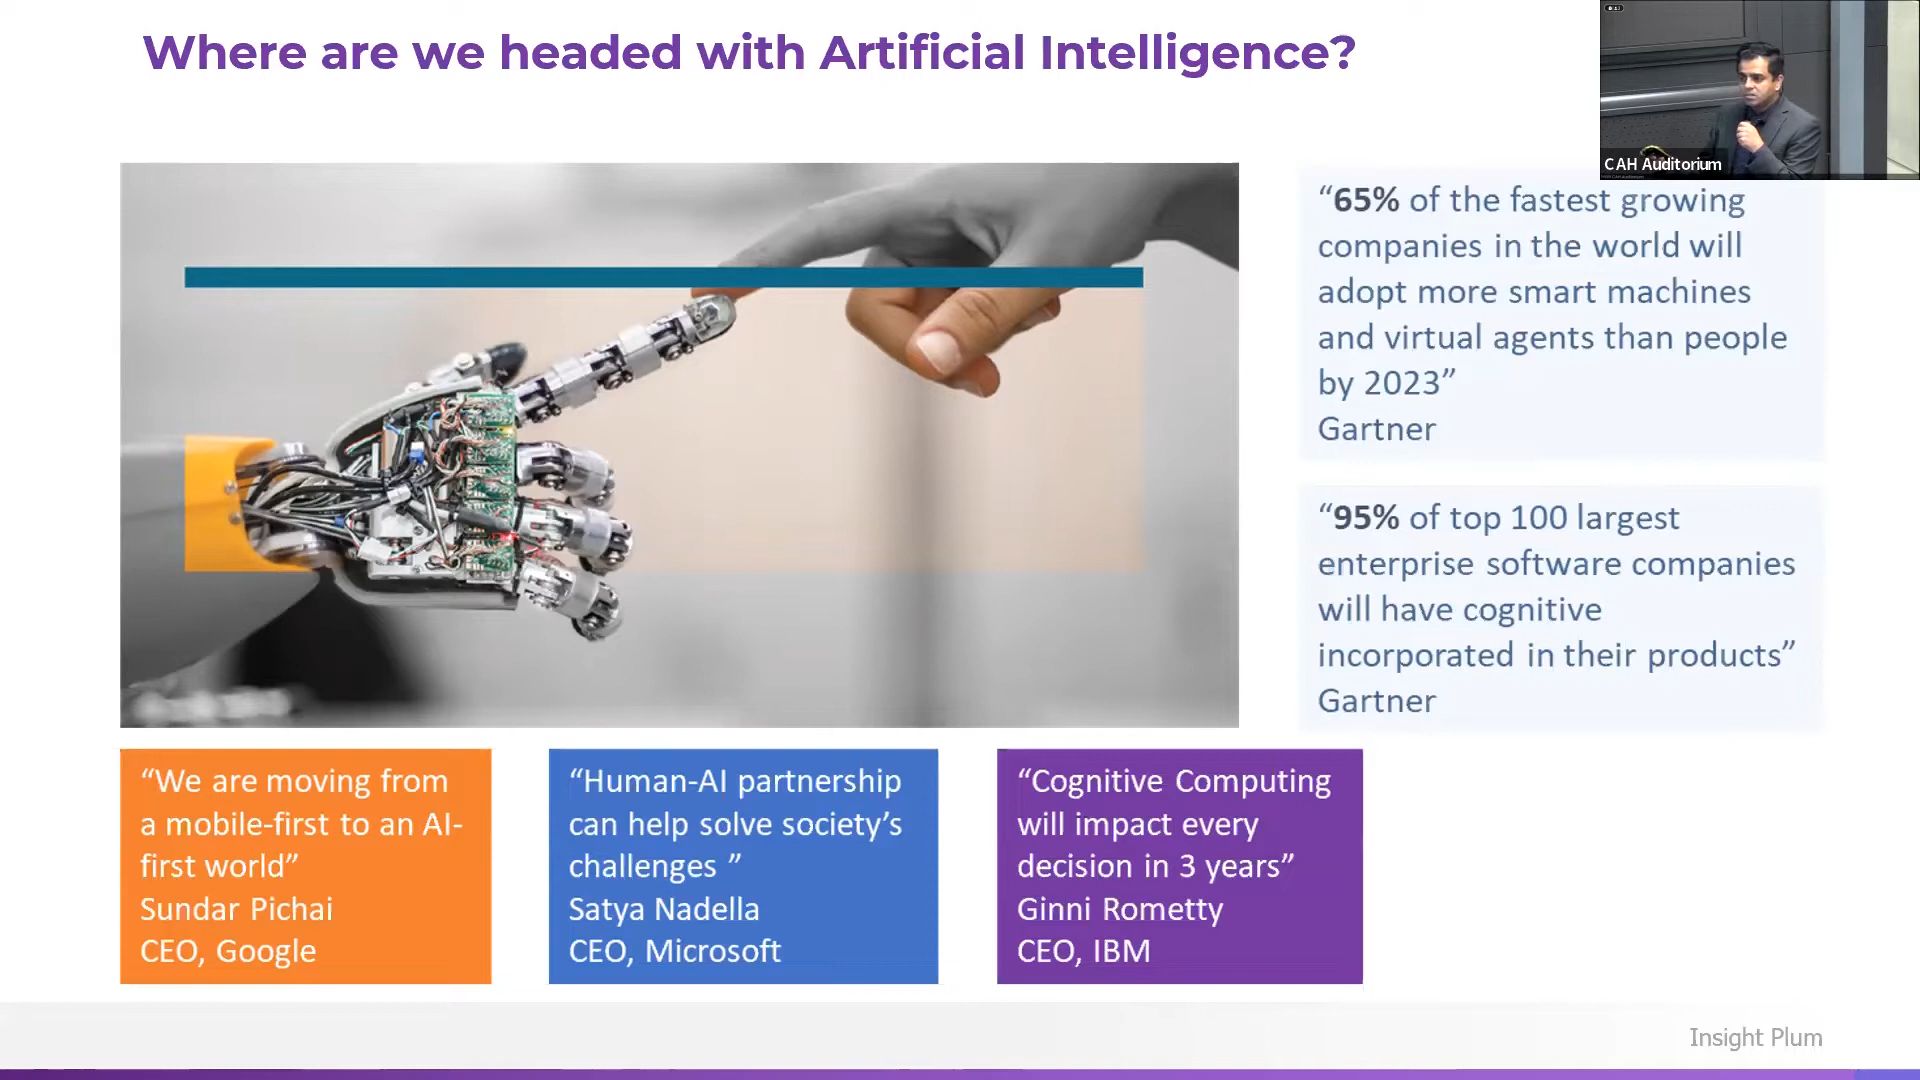 Where are we headed with Artificial Intelligence?
CAH Auditorium
“65% of the fastest growing
companies in the world will
adopt more smart machines
and virtual agents than people
by 2023”
Gartner
“95% of top 100 largest
enterprise software companies
will have cognitive
incorporated in their products”
Gartner
“We are moving from
a mobile-first to an AI-
first world”
Sundar Pichai
CEO, Google
“Human-AI partnership
can help solve society’s
challenges ”
Satya Nadella
CEO, Microsoft
“Cognitive Computing
will impact every
decision in 3 years”
Ginni Rometty
CEO, IBM
Insight Plum